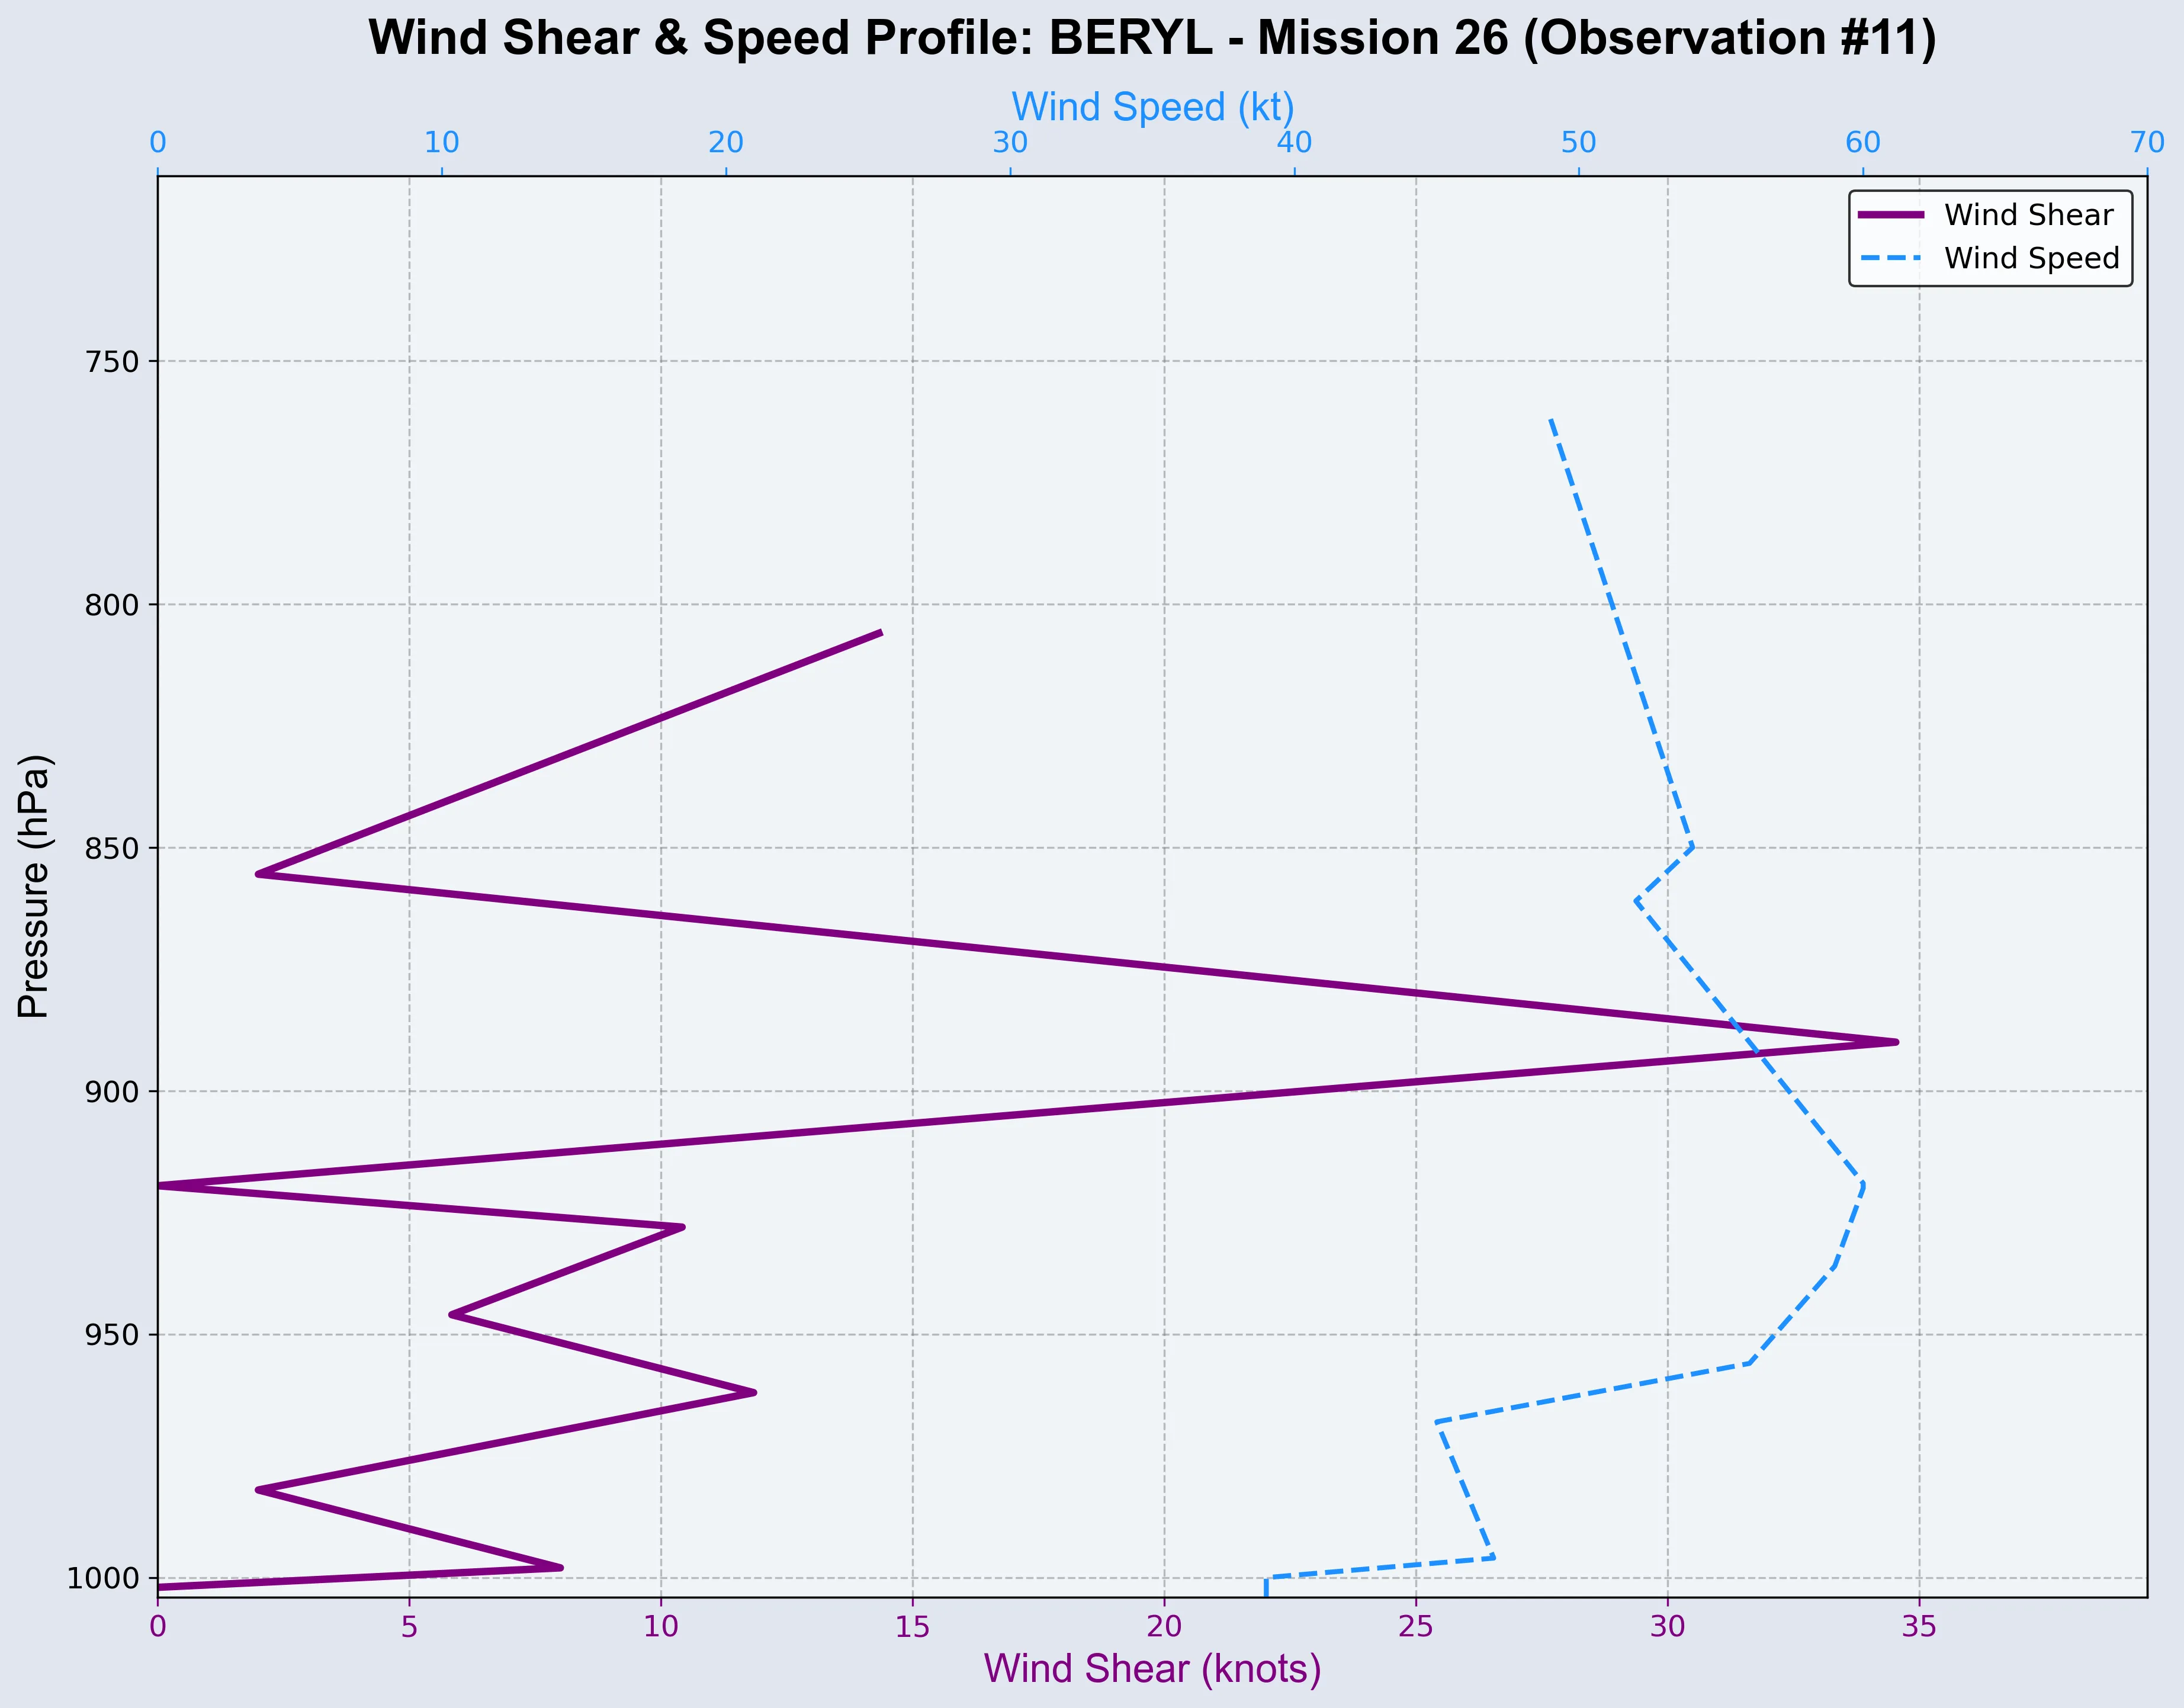 Wind Shear & Speed Profile: BERYL - Mission 26 (Observation #11)
Wind Speed (kt)
0 10 20 30 40 50 60 70
Wind Shear
Wind Speed
Pressure (hPa)
750
800
850
900
950
1000
0 5 10 15 20 25 30 35
Wind Shear (knots)